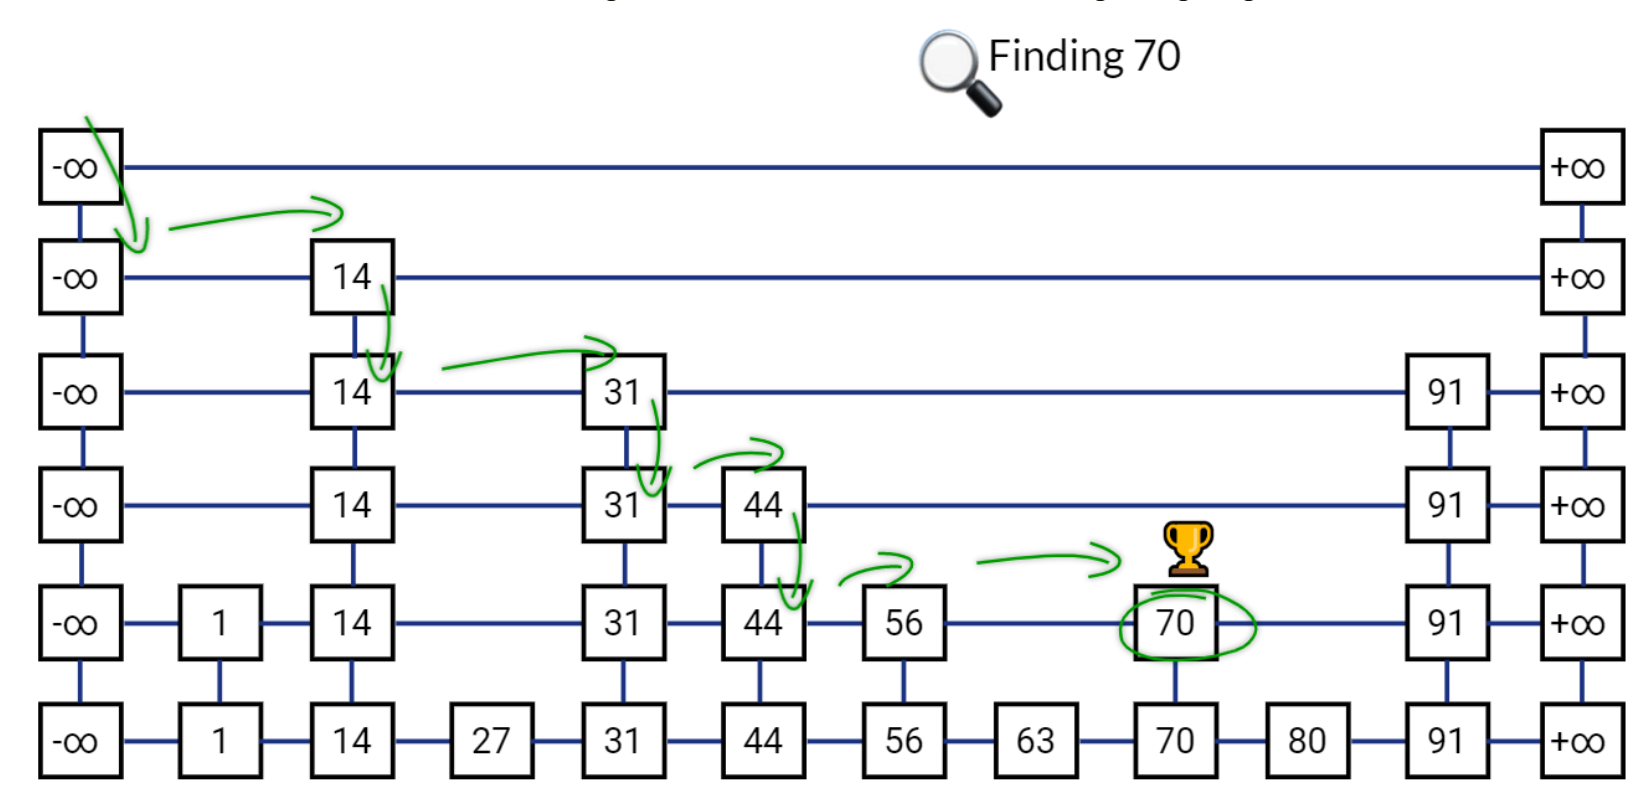 Finding 70
-∞ +∞
-∞ 14 +∞
-∞ 14 31 91 +∞
-∞ 14 31 44 91 +∞
-∞ 1 14 31 44 56 70 91 +∞
-∞ 1 14 27 31 44 56 63 70 80 91 +∞